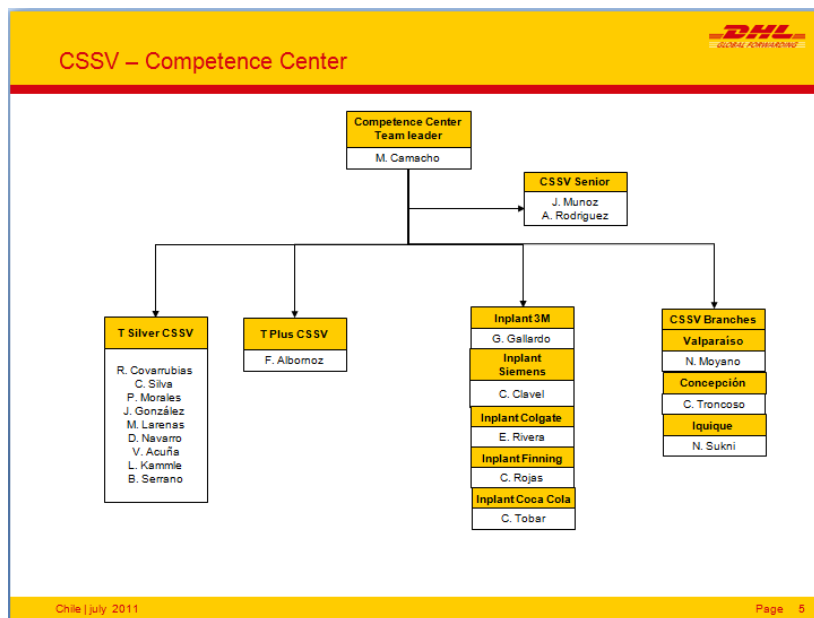 DHL
GLOBAL FORWARDING
CSSV – Competence Center
Competence Center
Team leader
M. Camacho
CSSV Senior
J. Munoz
A. Rodriguez
T Silver CSSV
R. Covarrubias
C. Silva
P. Morales
J. González
M. Larenas
D. Navarro
V. Acuña
L. Kammle
B. Serrano
T Plus CSSV
F. Albornoz
Inplant 3M
G. Gallardo
Inplant
Siemens
C. Clavel
Inplant Colgate
E. Rivera
Inplant Finning
C. Rojas
Inplant Coca Cola
C. Tobar
CSSV Branches
Valparaíso
N. Moyano
Concepción
C. Troncoso
Iquique
N. Sukni
Chile | july 2011
Page 5